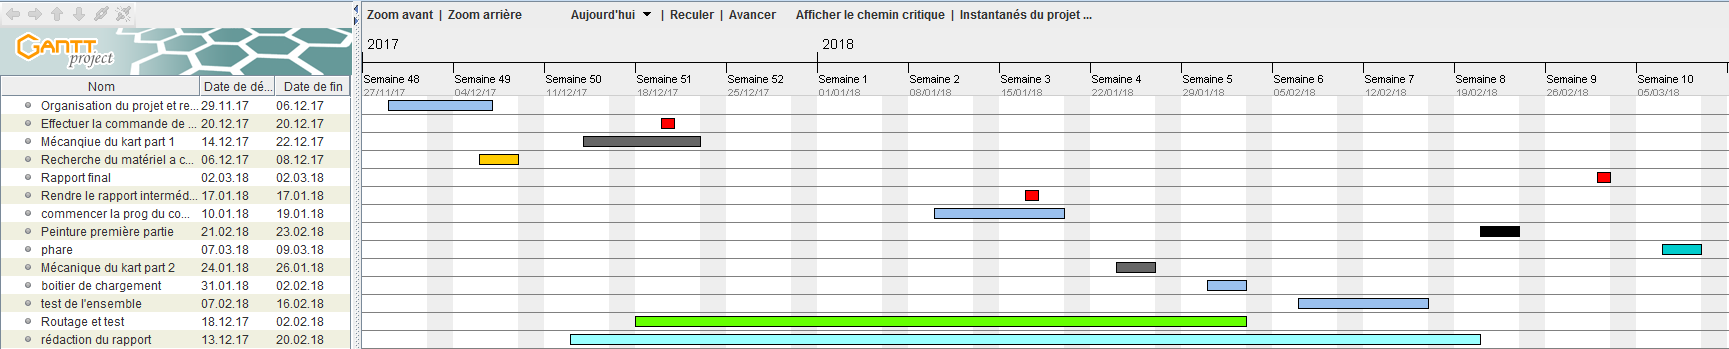 Zoom avant | Zoom arrière Aujourd'hui | Reculer | Avancer Afficher le chemin critique | Instantanés du projet ...
GANTT
project
2017 2018
Nom Date de dé... Date de fin
Semaine 48 Semaine 49 Semaine 50 Semaine 51 Semaine 52 Semaine 1 Semaine 2 Semaine 3 Semaine 4 Semaine 5 Semaine 6 Semaine 7 Semaine 8 Semaine 9 Semaine 10
27/11/17 04/12/17 11/12/17 18/12/17 25/12/17 01/01/18 08/01/18 15/01/18 22/01/18 29/01/18 05/02/18 12/02/18 19/02/18 26/02/18 05/03/18
Organisation du projet et re... 29.11.17 06.12.17
Effectuer la commande de ... 20.12.17 20.12.17
Mécanqiue du kart part 1 14.12.17 22.12.17
Recherche du matériel a c... 06.12.17 08.12.17
Rapport final 02.03.18 02.03.18
Rendre le rapport interméd... 17.01.18 17.01.18
commencer la prog du co... 10.01.18 19.01.18
Peinture première partie 21.02.18 23.02.18
phare 07.03.18 09.03.18
Mécanique du kart part 2 24.01.18 26.01.18
boitier de chargement 31.01.18 02.02.18
test de l'ensemble 07.02.18 16.02.18
Routage et test 18.12.17 02.02.18
rédaction du rapport 13.12.17 20.02.18